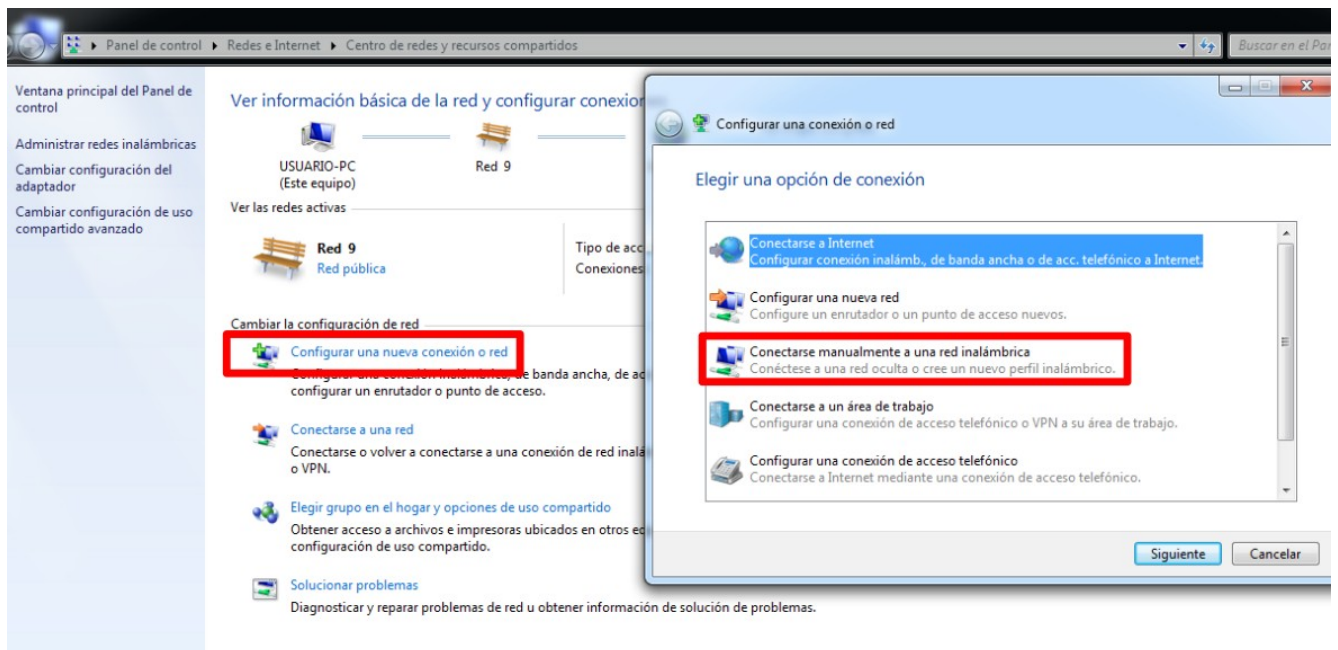 Panel de control ▸ Redes e Internet ▸ Centro de redes y recursos compartidos
Buscar en el Pan
Ventana principal del Panel de
control
Administrar redes inalámbricas
Cambiar configuración del
adaptador
Cambiar configuración de uso
compartido avanzado
Ver información básica de la red y configurar conexion
USUARIO-PC
(Este equipo)
Red 9
Ver las redes activas
Red 9
Red pública
Tipo de acc
Conexiones
Cambiar la configuración de red
Configurar una nueva conexión o red
Configurar una conexión inalámbrica, de banda ancha, de ac
configurar un enrutador o punto de acceso.
Conectarse a una red
Conectarse o volver a conectarse a una conexión de red inalá
o VPN.
Elegir grupo en el hogar y opciones de uso compartido
Obtener acceso a archivos e impresoras ubicados en otros eq
configuración de uso compartido.
Solucionar problemas
Diagnosticar y reparar problemas de red u obtener información de solución de problemas.
Configurar una conexión o red
Elegir una opción de conexión
Conectarse a Internet
Configurar conexión inalámb., de banda ancha o de acc. telefónico a Internet.
Configurar una nueva red
Configure un enrutador o un punto de acceso nuevos.
Conectarse manualmente a una red inalámbrica
Conéctese a una red oculta o cree un nuevo perfil inalámbrico.
Conectarse a un área de trabajo
Configurar una conexión de acceso telefónico o VPN a su área de trabajo.
Configurar una conexión de acceso telefónico
Conectarse a Internet mediante una conexión de acceso telefónico.
Siguiente
Cancelar